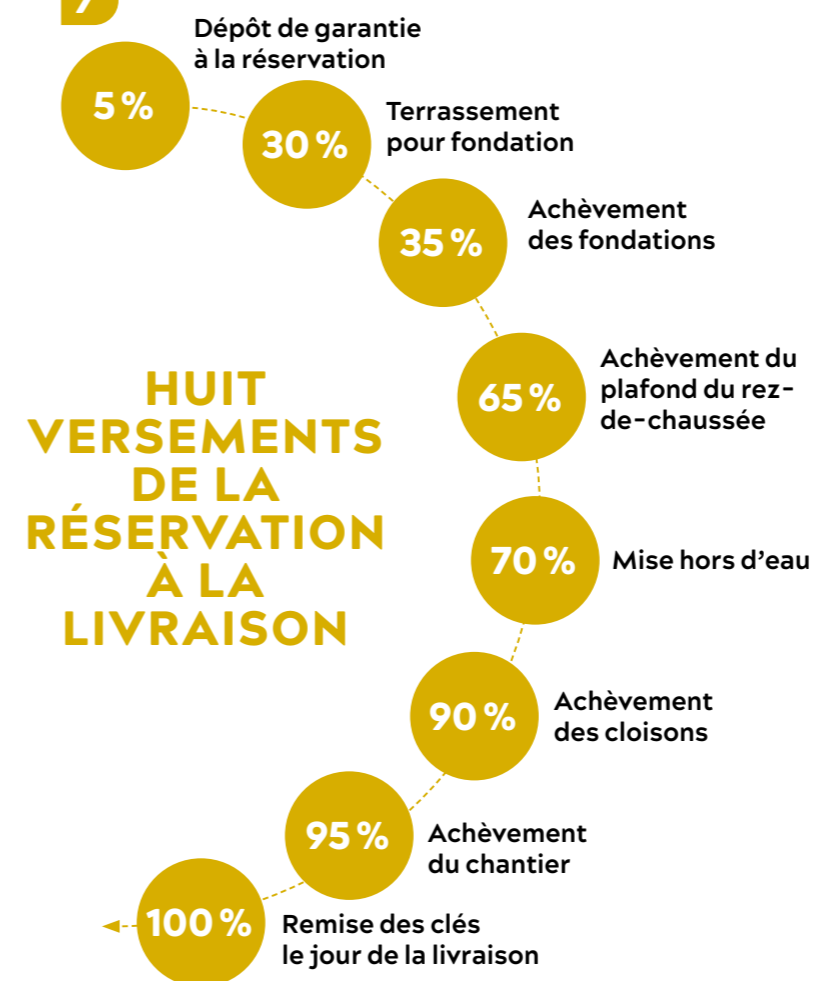 5 %
Dépôt de garantie
à la réservation
30 %
Terrassement
pour fondation
35 %
Achèvement
des fondations
65 %
Achèvement du
plafond du rez-
de-chaussée
HUIT
VERSEMENTS
DE LA
RÉSERVATION
À LA
LIVRAISON
70 %
Mise hors d’eau
90 %
Achèvement
des cloisons
95 %
Achèvement
du chantier
100 %
Remise des clés
le jour de la livraison